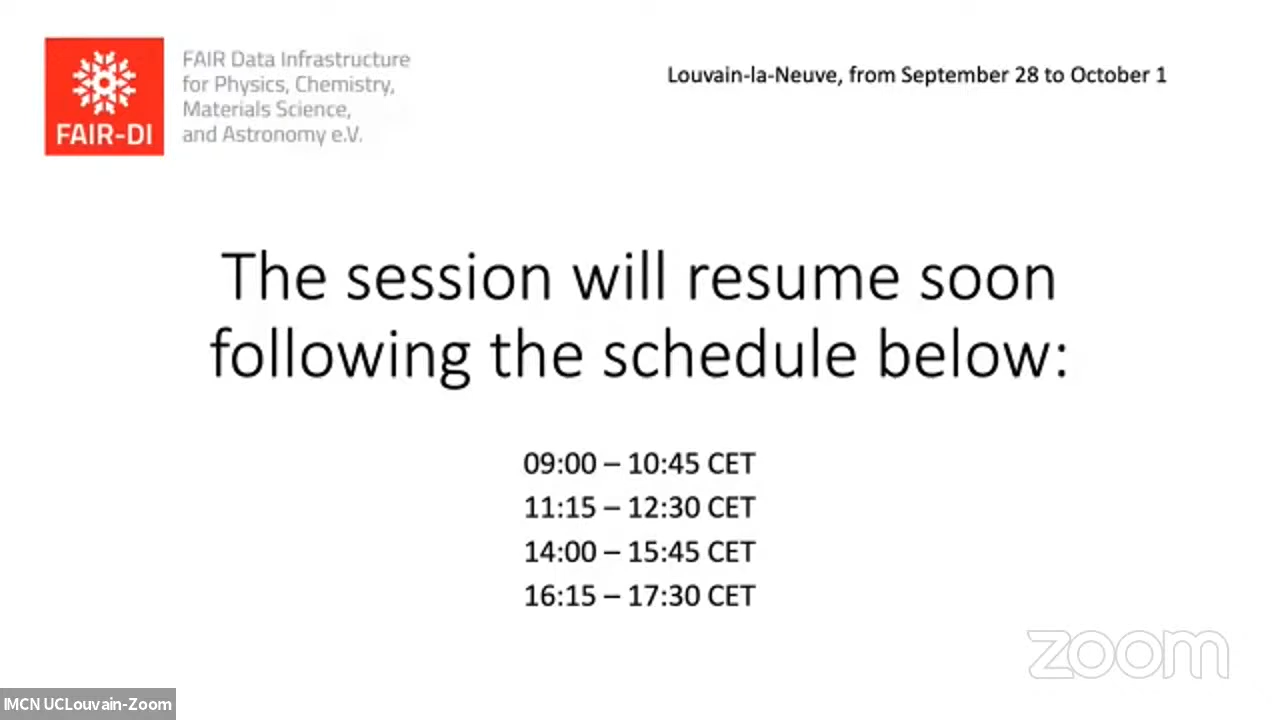 FAIR-DI
FAIR Data Infrastructure
for Physics, Chemistry,
Materials Science,
and Astronomy e.V.
Louvain-la-Neuve, from September 28 to October 1
The session will resume soon
following the schedule below:
09:00 – 10:45 CET
11:15 – 12:30 CET
14:00 – 15:45 CET
16:15 – 17:30 CET
zoom
IMCN UCLouvain-Zoom